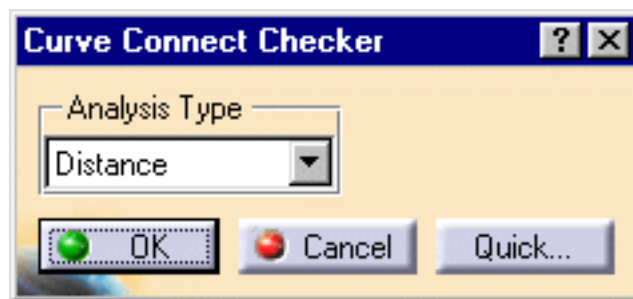 Curve Connect Checker
Analysis Type
Distance
OK Cancel Quick...